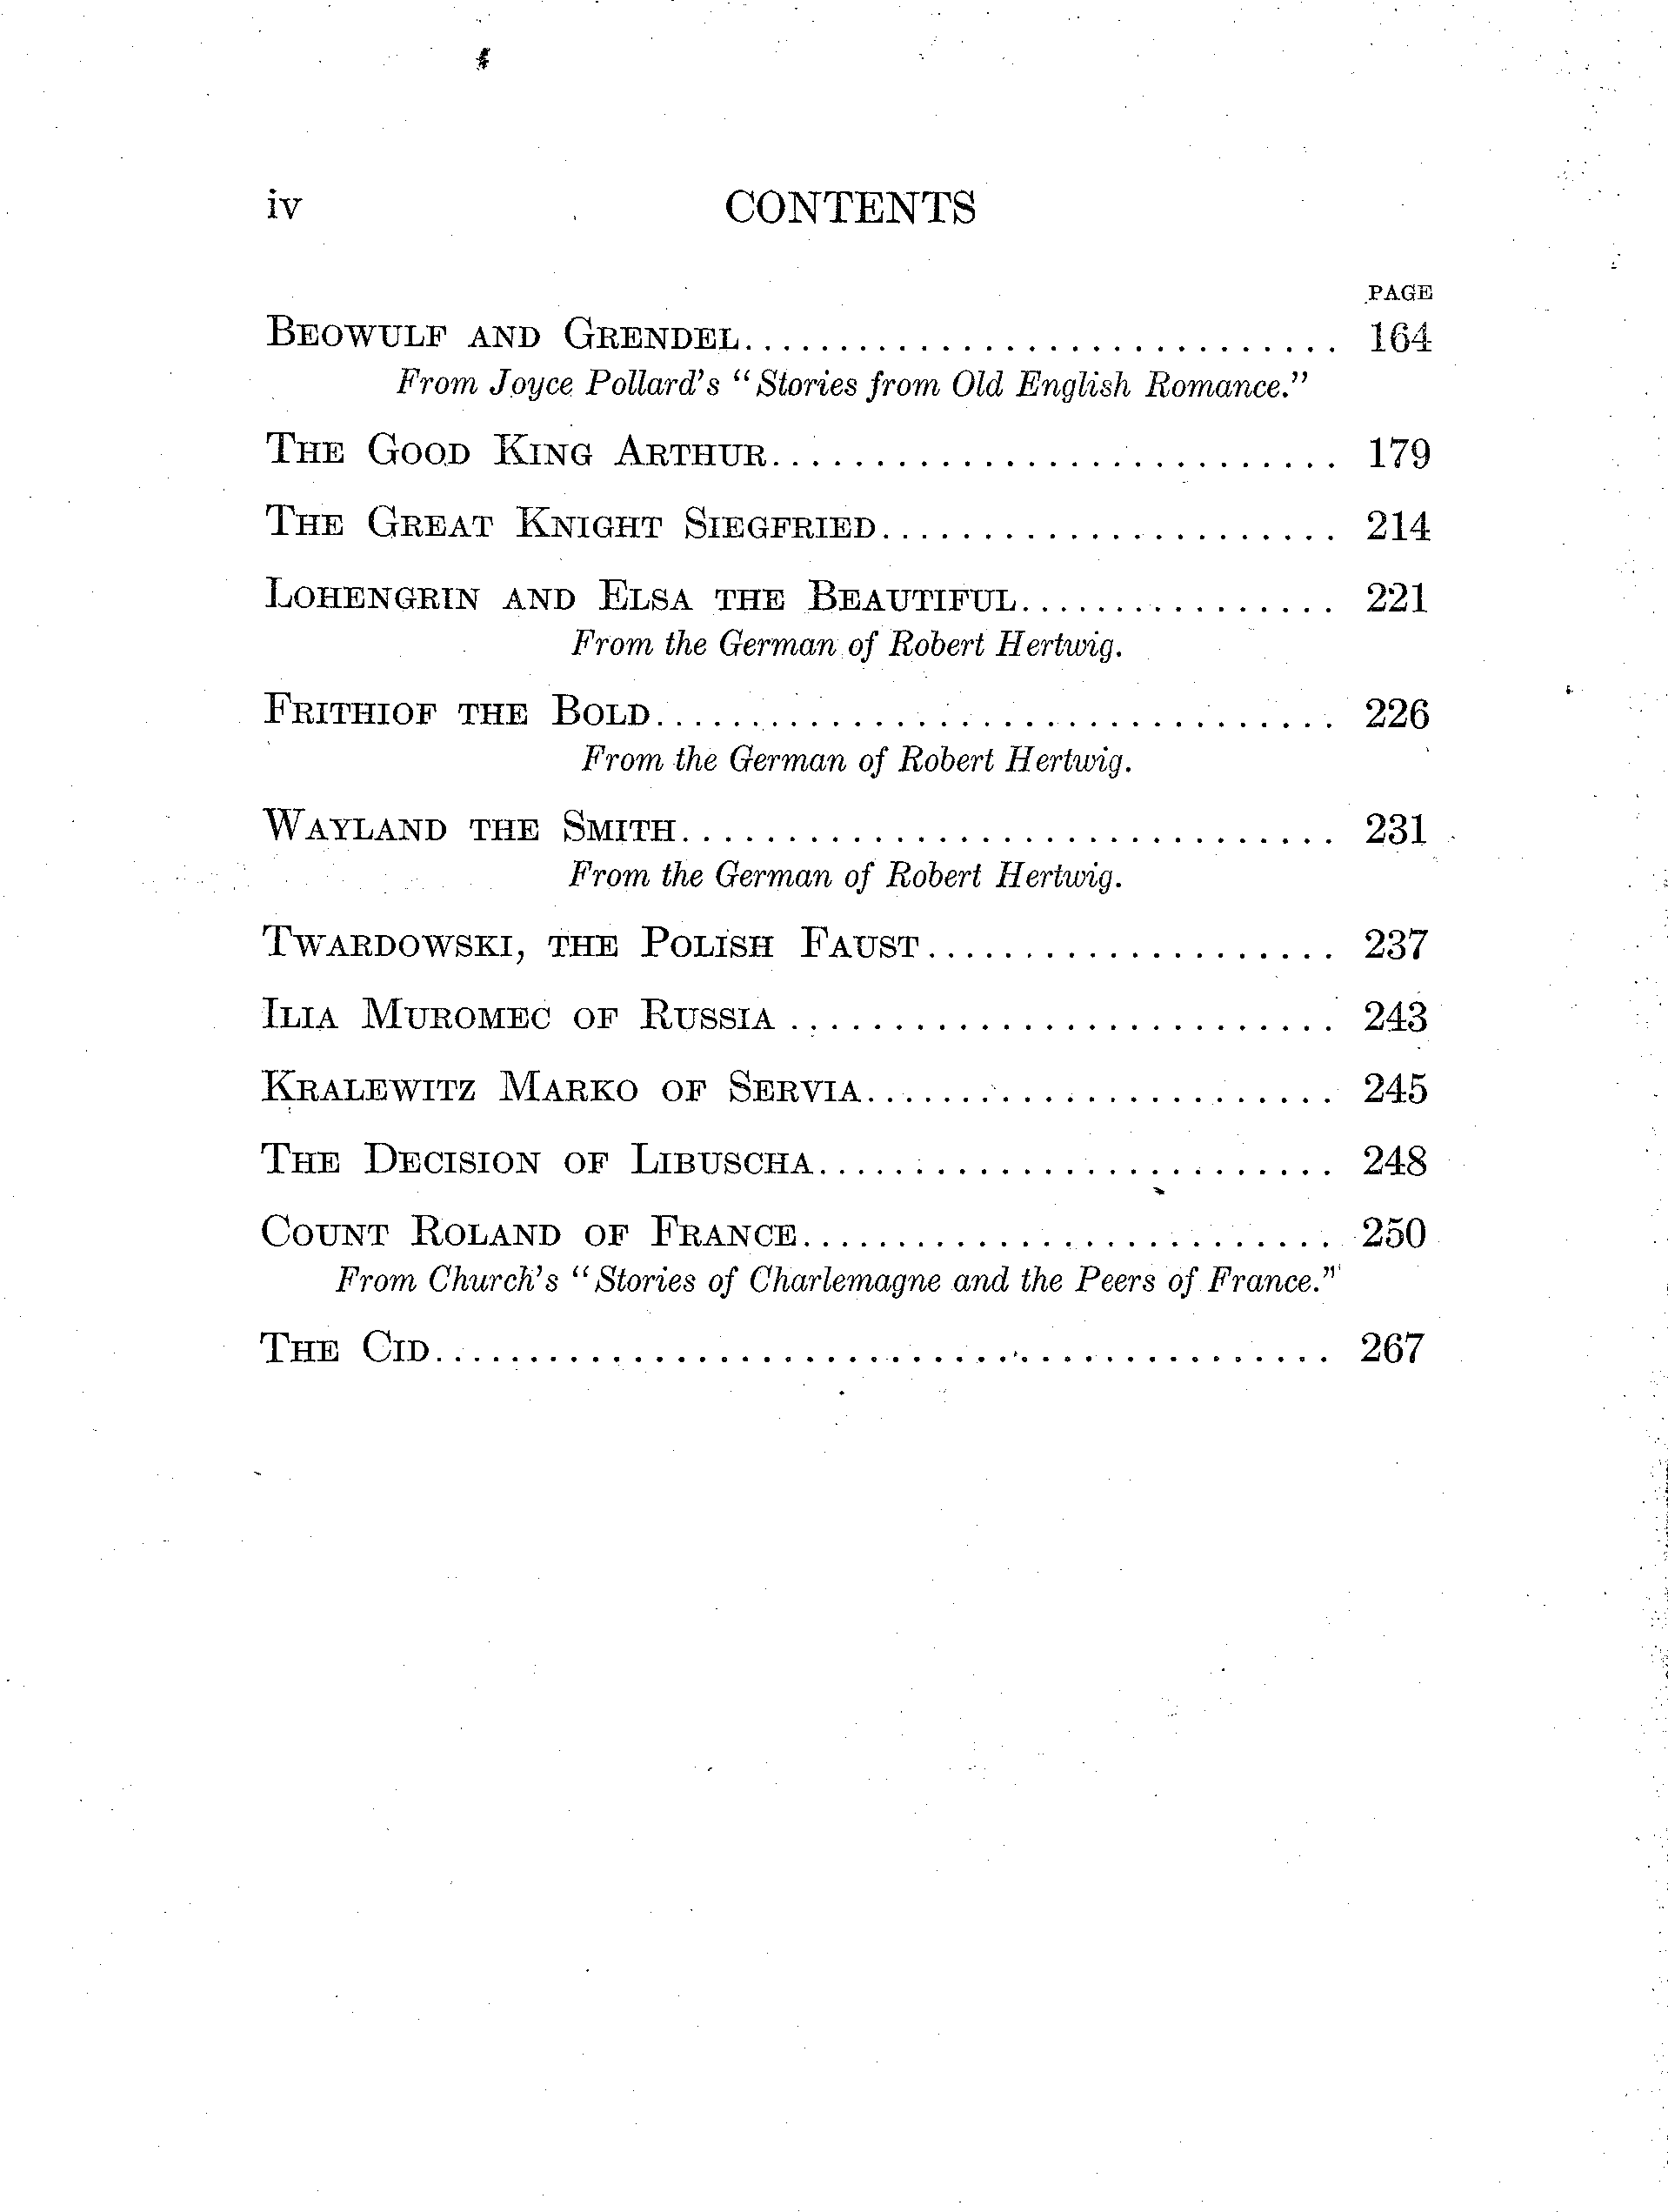 iv CONTENTS
PAGE
BEOWULF AND GRENDEL.............................. 164
From Joyce Pollard's "Stories from Old English Romance."
THE GOOD KING ARTHUR............................ 179
THE GREAT KNIGHT SIEGFRIED...................... 214
LOHENGRIN AND ELSA THE BEAUTIFUL................ 221
From the German of Robert Hertwig.
FRITHIOF THE BOLD................................ 226
From the German of Robert Hertwig.
WAYLAND THE SMITH................................ 231
From the German of Robert Hertwig.
TWARDOWSKI, THE POLISH FAUST.................... 237
ILIA MUROMEC OF RUSSIA .......................... 243
KRALEWITZ MARKO OF SERVIA....................... 245
THE DECISION OF LIBUSCHA......................... 248
COUNT ROLAND OF FRANCE.......................... 250
From Church's "Stories of Charlemagne and the Peers of France."
THE CID........................................... 267